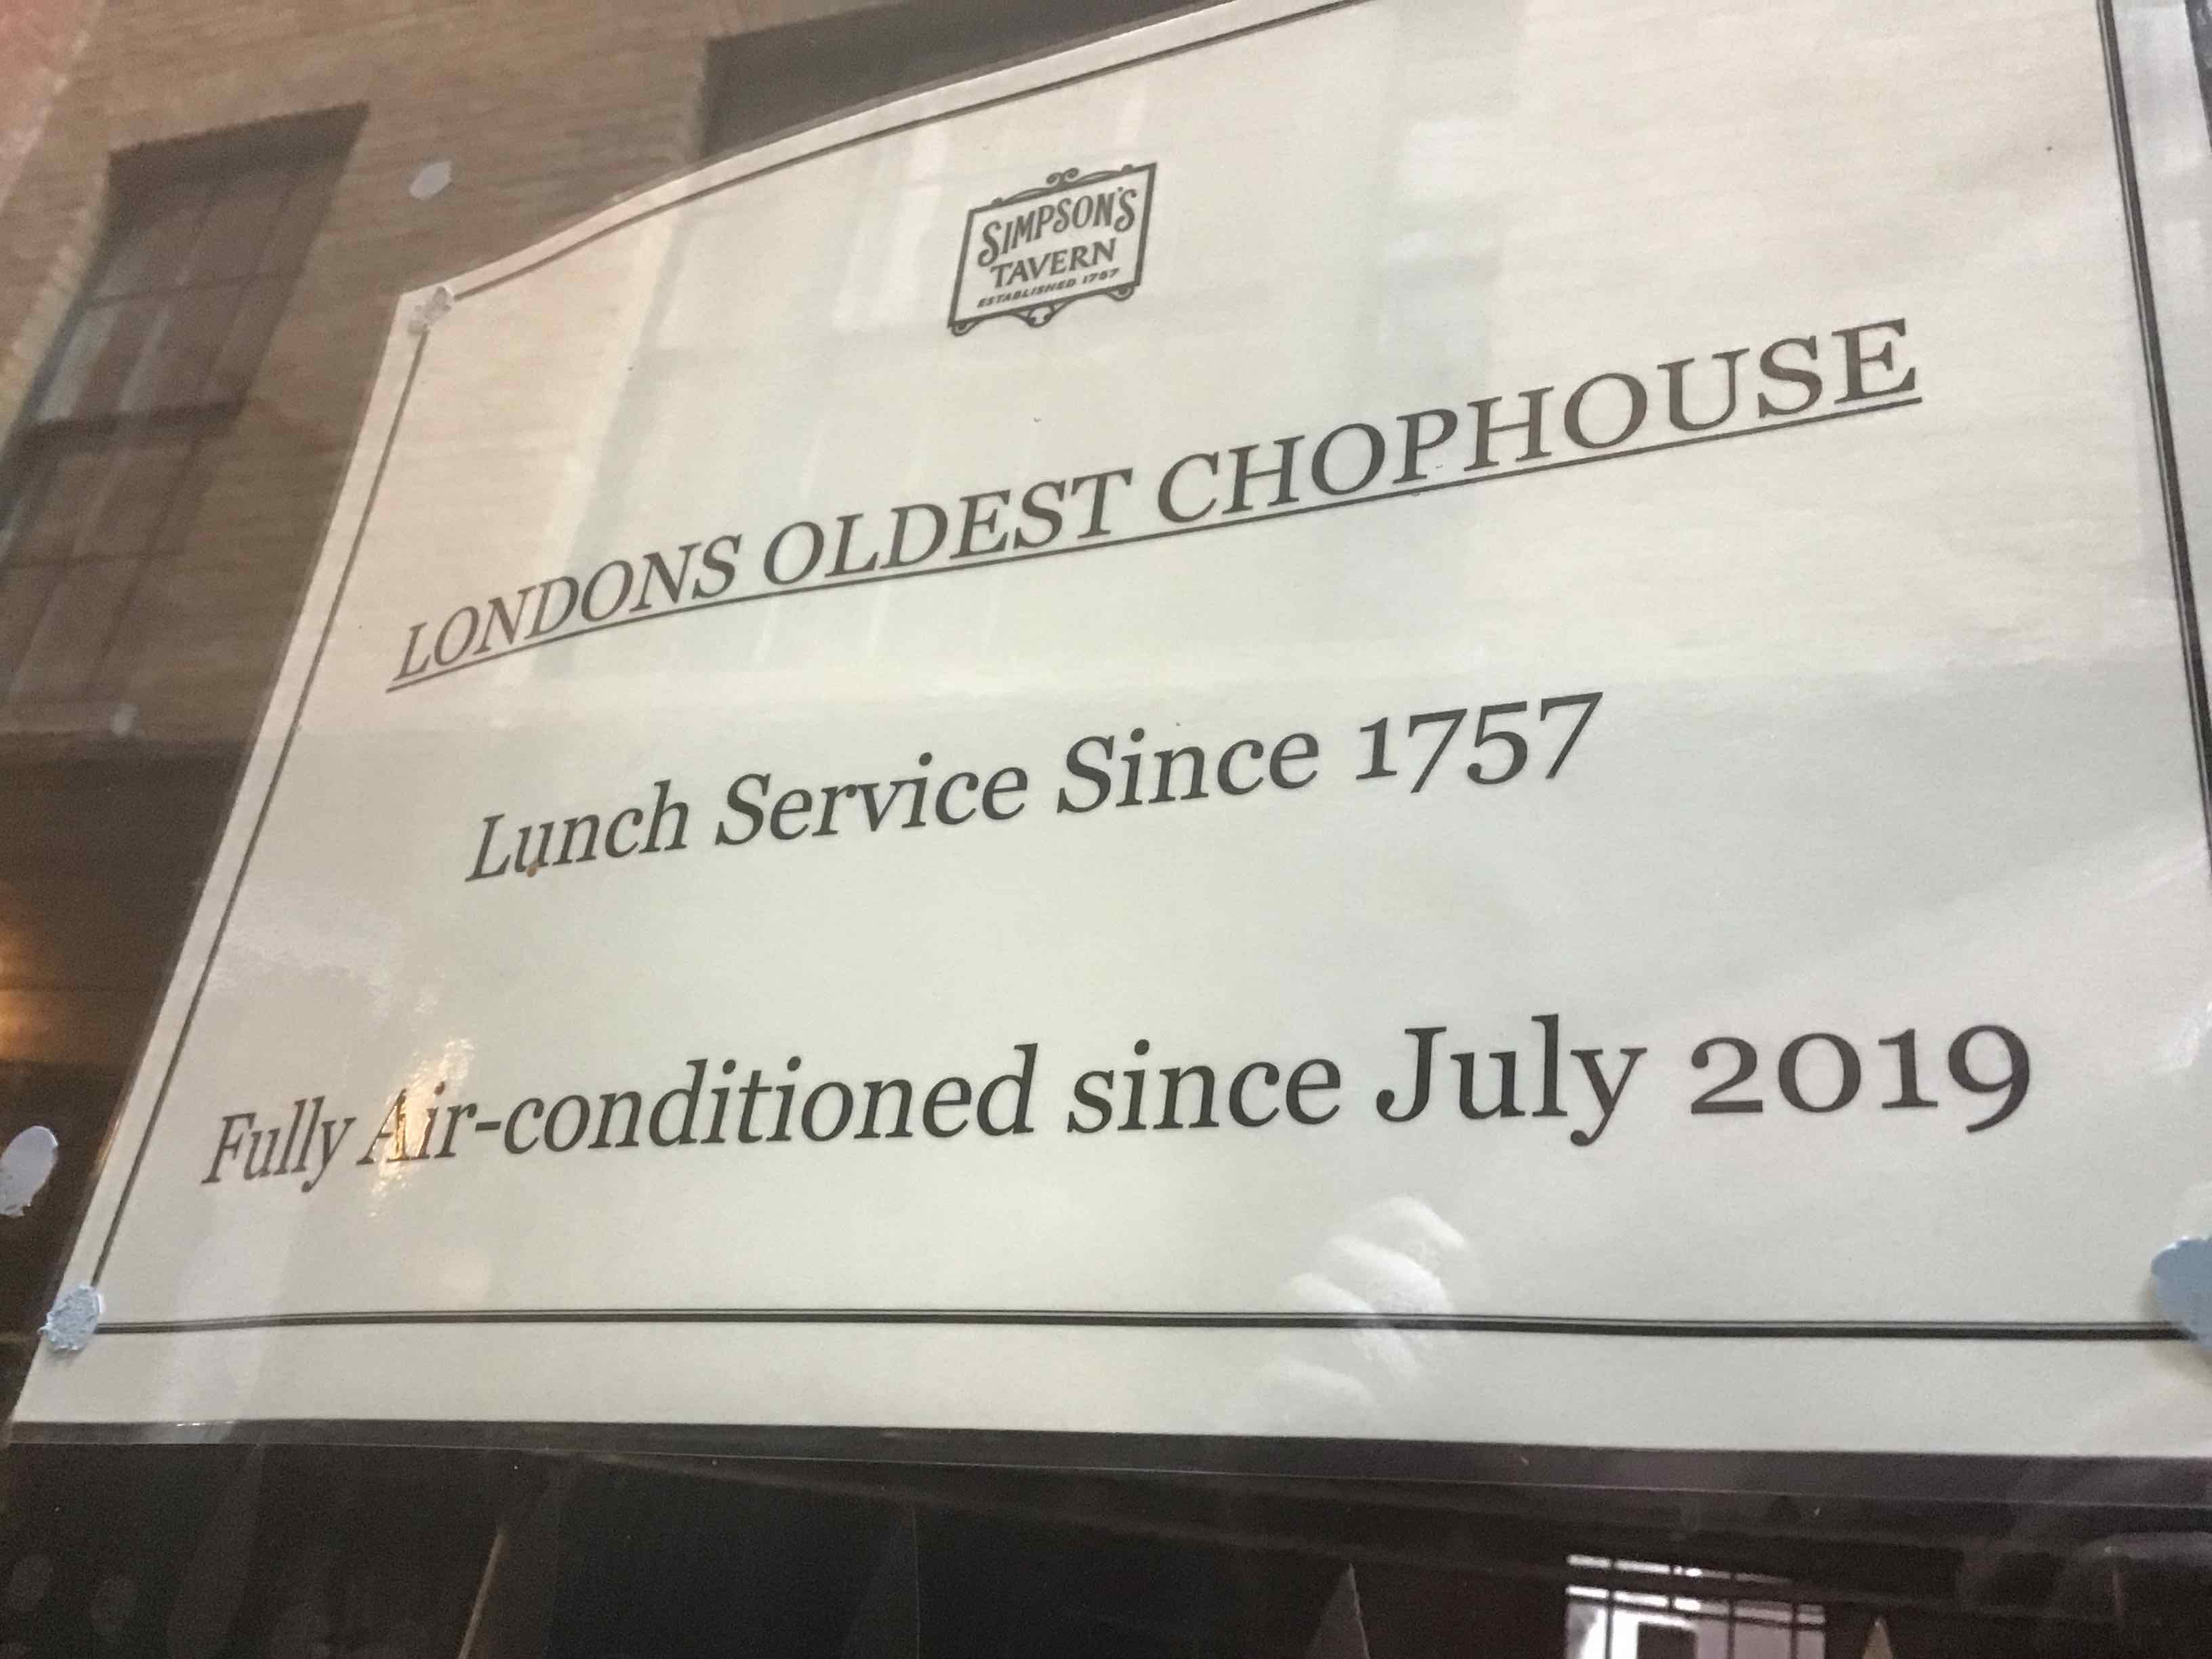 SIMPSON'S
TAVERN
ESTABLISHED 1757
LONDONS OLDEST CHOPHOUSE
Lunch Service Since 1757
Fully Air-conditioned since July 2019